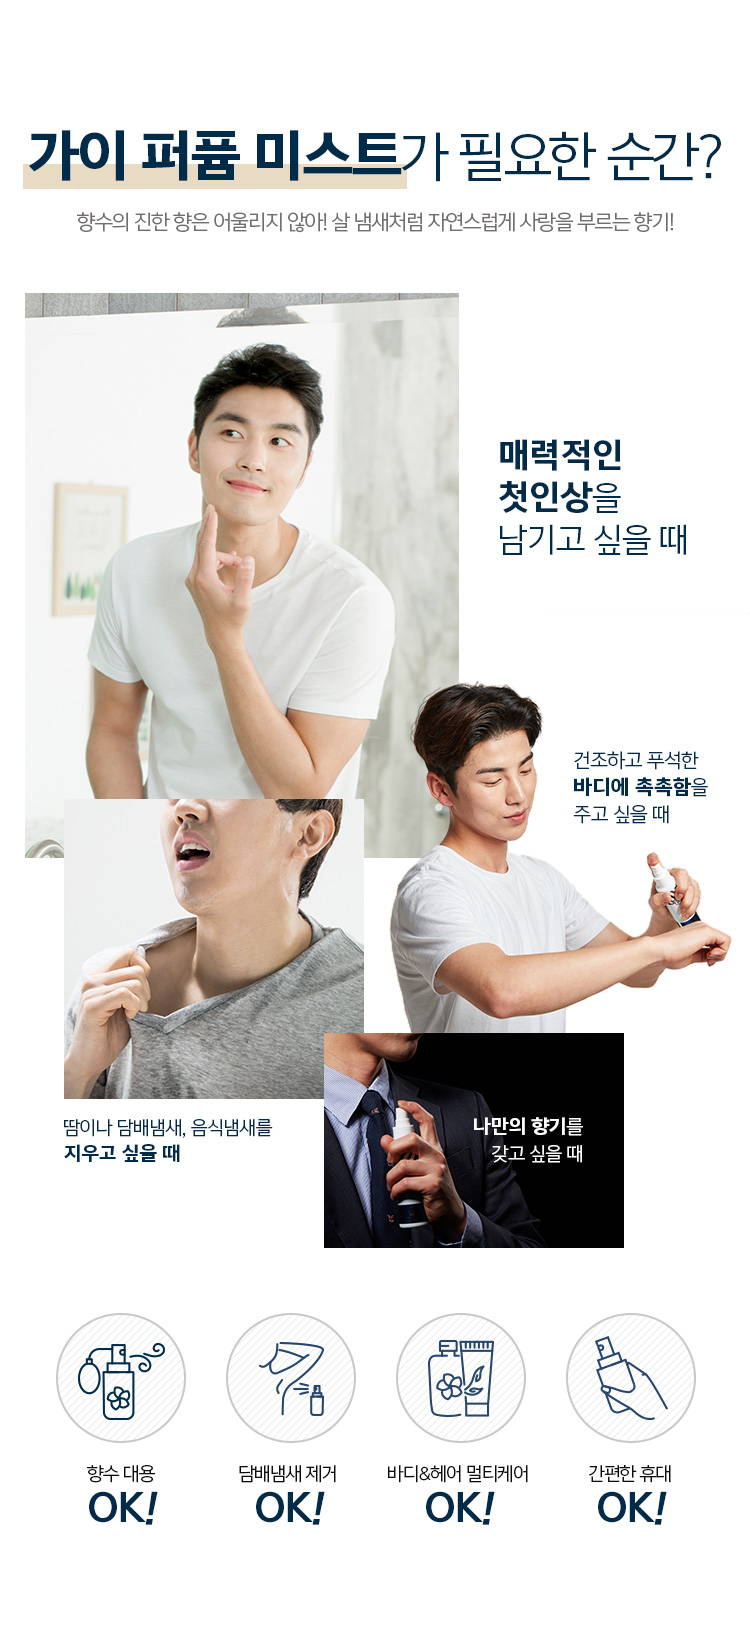 가이 퍼퓸 미스트가 필요한 순간?
향수의 진한 향은 어울리지 않아! 살 냄새처럼 자연스럽게 사랑을 부르는 향기!
매력적인
첫인상을
남기고 싶을 때
건조하고 푸석한
바디에 촉촉함을
주고 싶을 때
땀이나 담배냄새, 음식냄새를
지우고 싶을 때
나만의 향기를
갖고 싶을 때
향수 대용
OK!
담배냄새 제거
OK!
바디&헤어 멀티케어
OK!
간편한 휴대
OK!